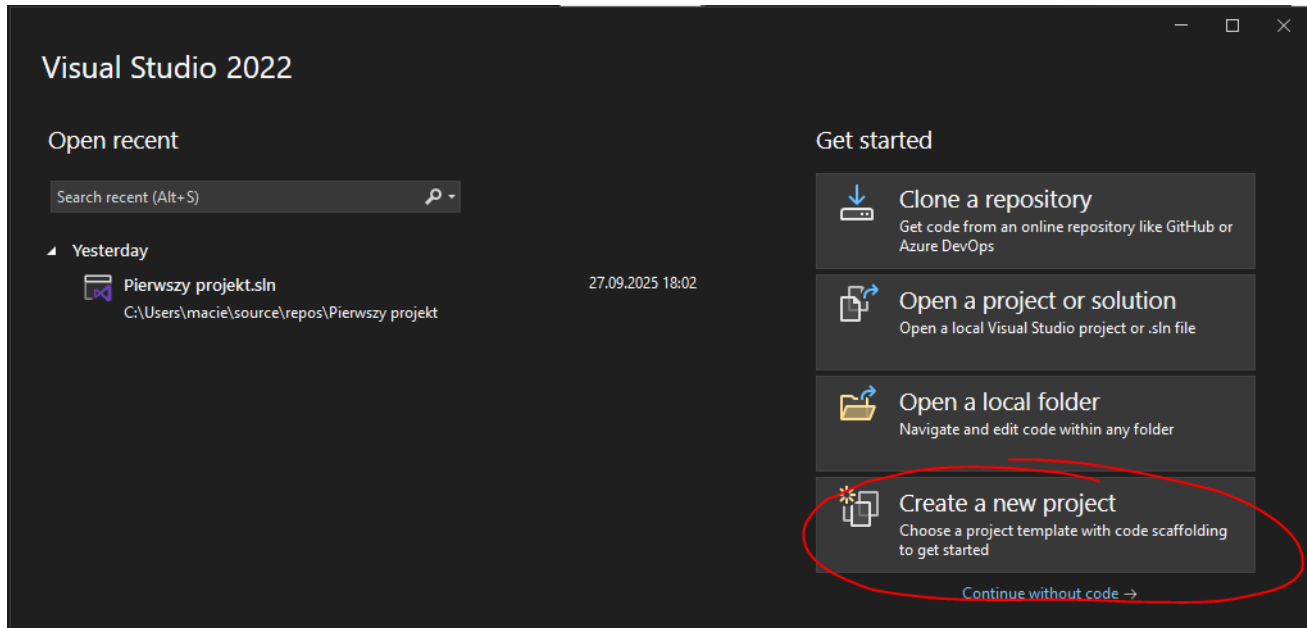 Visual Studio 2022
Open recent
Search recent (Alt+S)
Yesterday
Pierwszy projekt.sln
27.09.2025 18:02
C:\Users\macie\source\repos\Pierwszy projekt
Get started
Clone a repository
Get code from an online repository like GitHub or
Azure DevOps
Open a project or solution
Open a local Visual Studio project or .sln file
Open a local folder
Navigate and edit code within any folder
Create a new project
Choose a project template with code scaffolding
to get started
Continue without code →